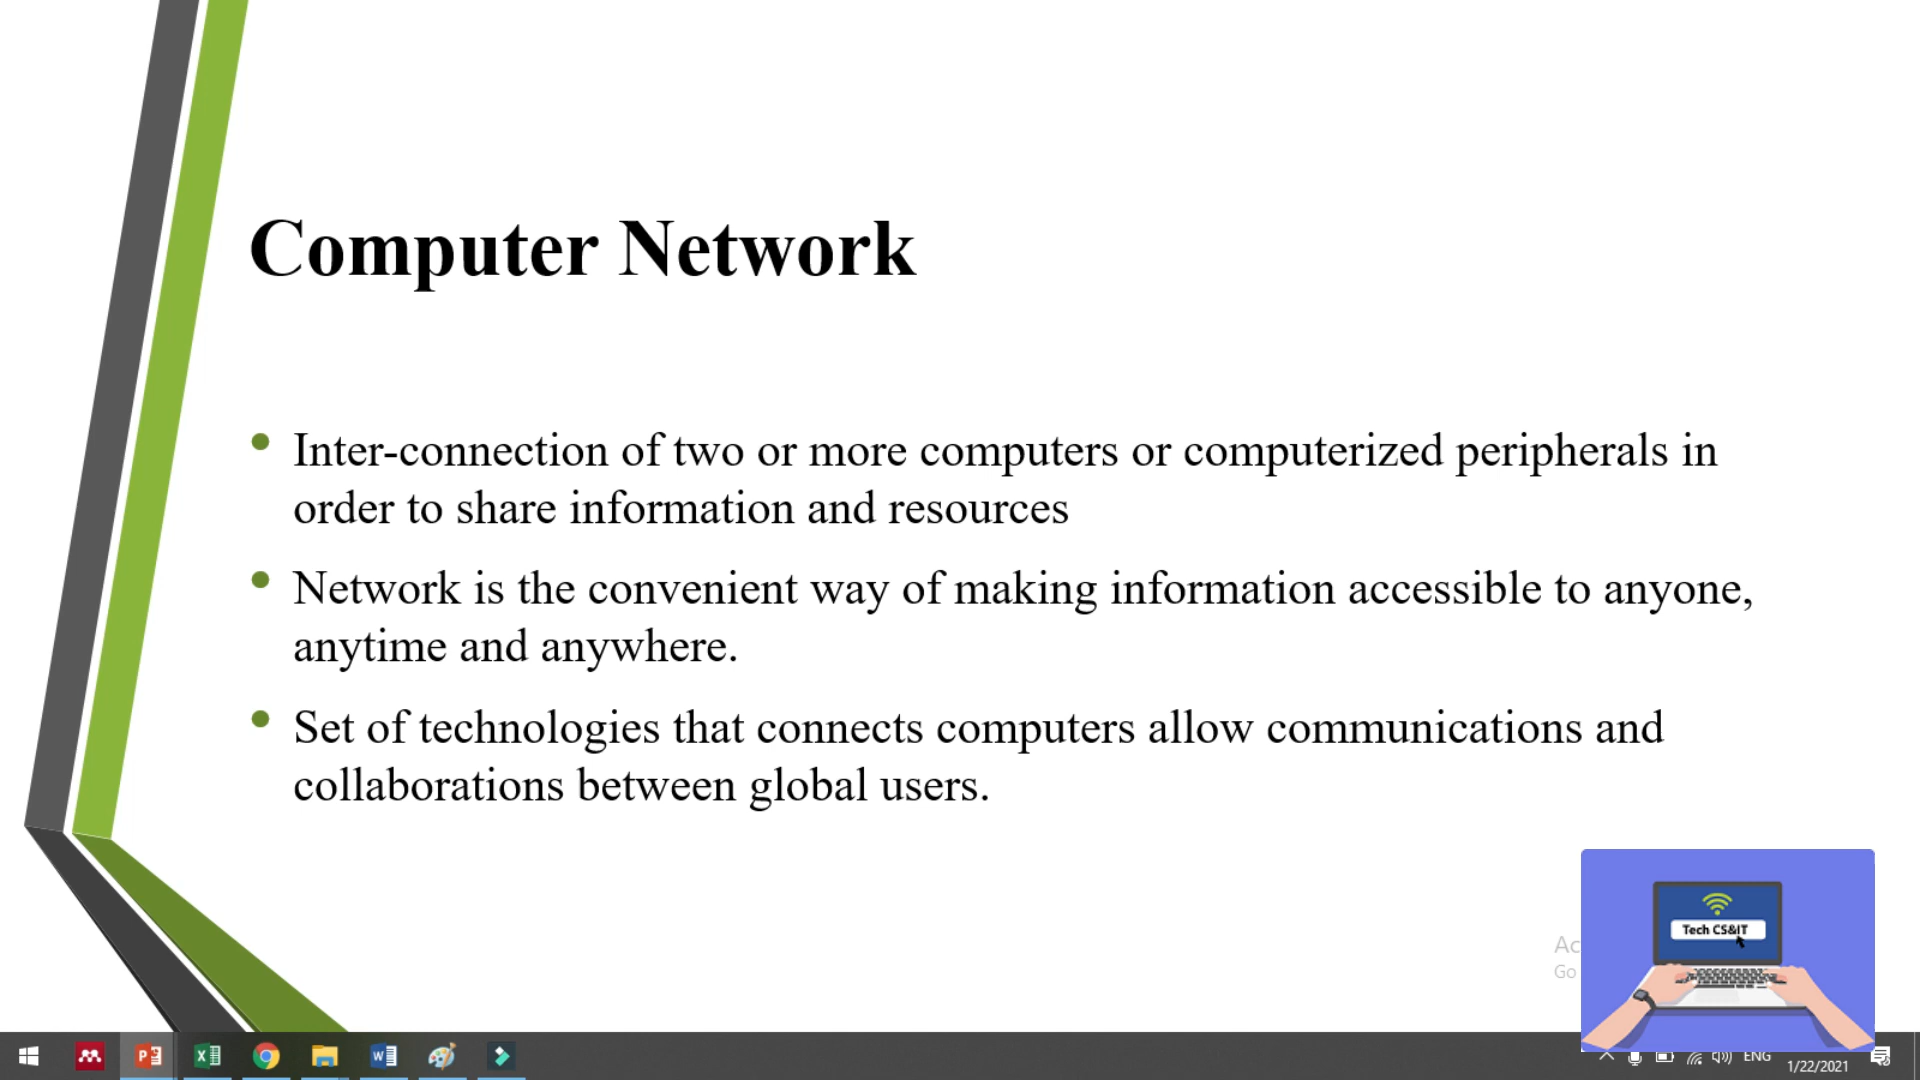 Computer Network
• Inter-connection of two or more computers or computerized peripherals in
order to share information and resources
• Network is the convenient way of making information accessible to anyone,
anytime and anywhere.
• Set of technologies that connects computers allow communications and
collaborations between global users.
Ac
Go
Tech CS&IT
ENG
1/22/2021